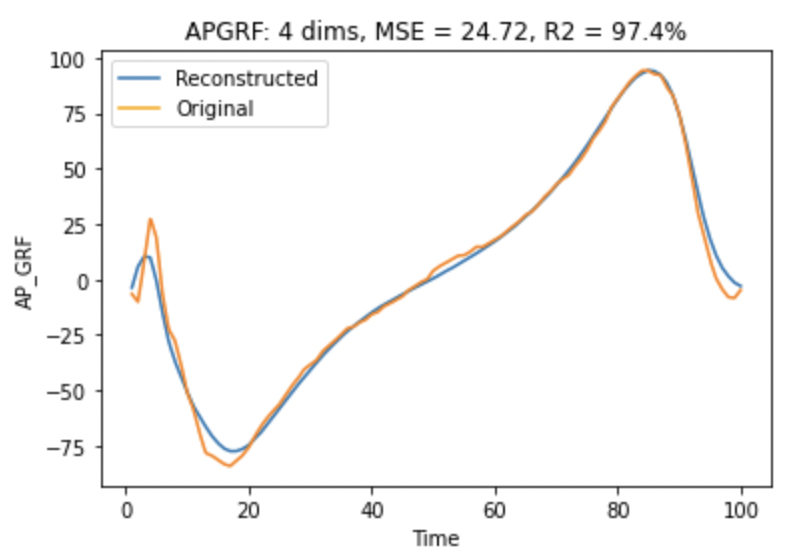 APGRF: 4 dims, MSE = 24.72, R2 = 97.4%
Reconstructed
Original
100
75
50
25
0
−25
−50
−75
AP_GRF
0 20 40 60 80 100
Time